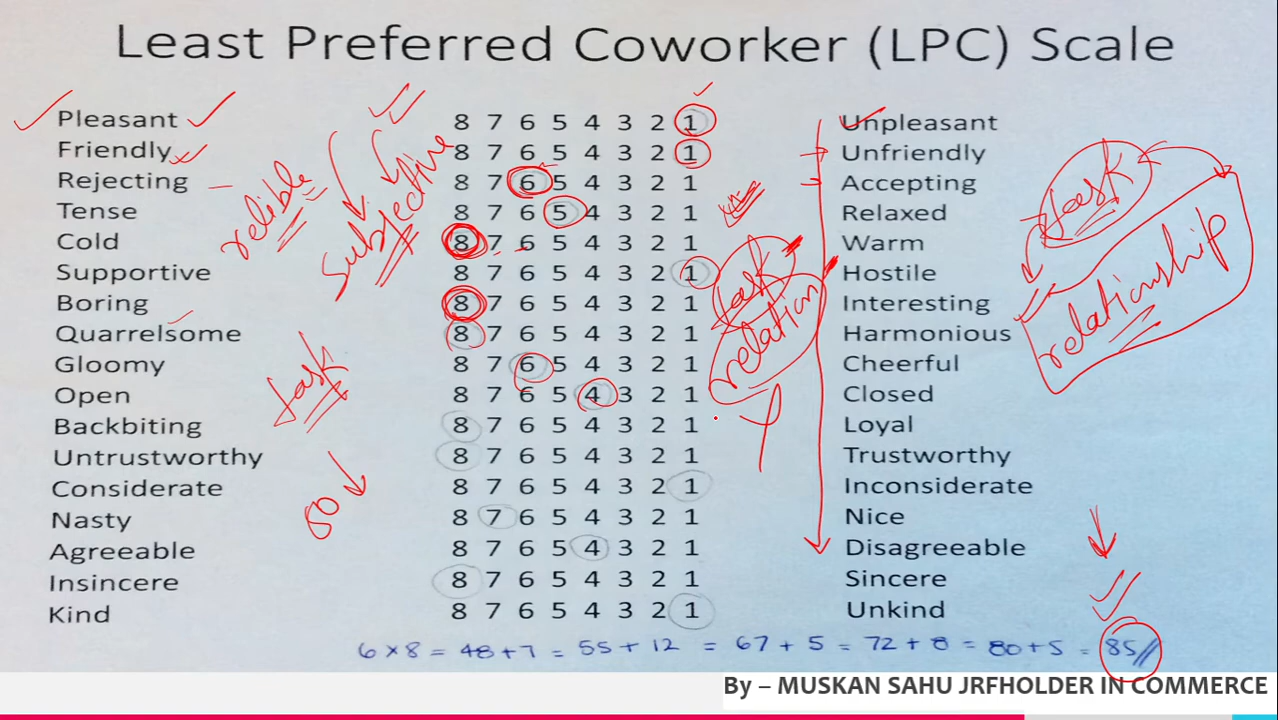 Least Preferred Coworker (LPC) Scale
Pleasant 8 7 6 5 4 3 2 1 Unpleasant
Friendly 8 7 6 5 4 3 2 1 Unfriendly
Rejecting 8 7 6 5 4 3 2 1 Accepting
Tense 8 7 6 5 4 3 2 1 Relaxed
Cold 8 7 6 5 4 3 2 1 Warm
Supportive 8 7 6 5 4 3 2 1 Hostile
Boring 8 7 6 5 4 3 2 1 Interesting
Quarrelsome 8 7 6 5 4 3 2 1 Harmonious
Gloomy 8 7 6 5 4 3 2 1 Cheerful
Open 8 7 6 5 4 3 2 1 Closed
Backbiting 8 7 6 5 4 3 2 1 Loyal
Untrustworthy 8 7 6 5 4 3 2 1 Trustworthy
Considerate 8 7 6 5 4 3 2 1 Inconsiderate
Nasty 8 7 6 5 4 3 2 1 Nice
Agreeable 8 7 6 5 4 3 2 1 Disagreeable
Insincere 8 7 6 5 4 3 2 1 Sincere
Kind 8 7 6 5 4 3 2 1 Unkind
relible
Subjective
task
50
task
relation
task
relationship
6 x 8 = 48 + 7 = 55 + 12 = 67 + 5 = 72 + 8 = 80 + 5 = 85//
By – MUSKAN SAHU JRFHOLDER IN COMMERCE